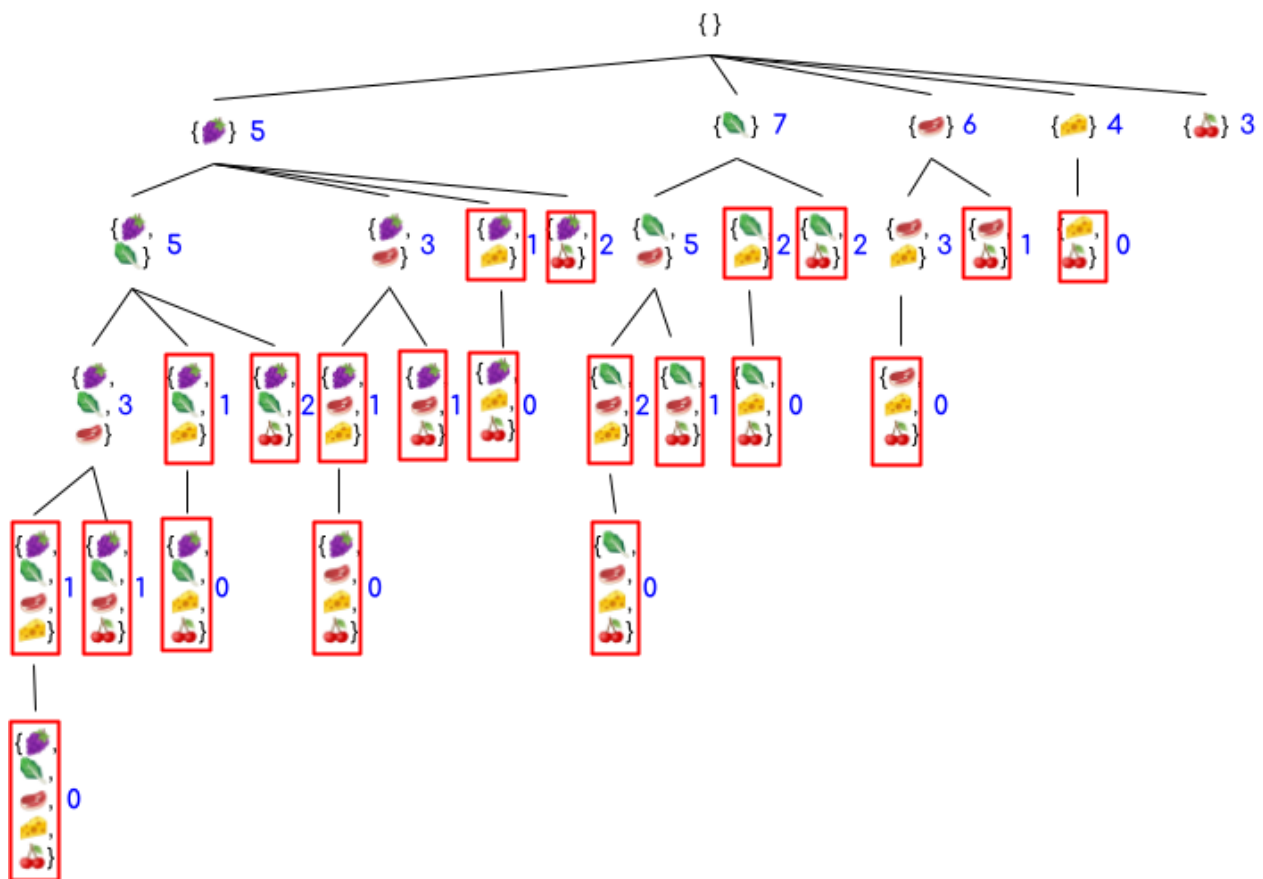 { }
{🍇} 5
{🥬} 7
{🥩} 6
{🧀} 4
{🍒} 3
{🍇, 🥬} 5
{🍇, 🥩} 3
{🍇, 🧀} 1
{🍇, 🍒} 2
{🥬, 🥩} 5
{🥬, 🧀} 2
{🥬, 🍒} 2
{🥩, 🧀} 3
{🥩, 🍒} 1
{🧀, 🍒} 0
{🍇, 🥬, 🥩} 3
{🍇, 🥬, 🧀} 1
{🍇, 🥬, 🍒} 2
{🍇, 🥩, 🧀} 1
{🍇, 🥩, 🍒} 1
{🍇, 🧀, 🍒} 0
{🥬, 🥩, 🧀} 2
{🥬, 🥩, 🍒} 1
{🥬, 🧀, 🍒} 0
{🥩, 🧀, 🍒} 0
{🍇, 🥬, 🥩, 🧀} 1
{🍇, 🥬, 🥩, 🍒} 1
{🍇, 🥬, 🧀, 🍒} 0
{🍇, 🥩, 🧀, 🍒} 0
{🥬, 🥩, 🧀, 🍒} 0
{🍇, 🥬, 🥩, 🧀, 🍒} 0